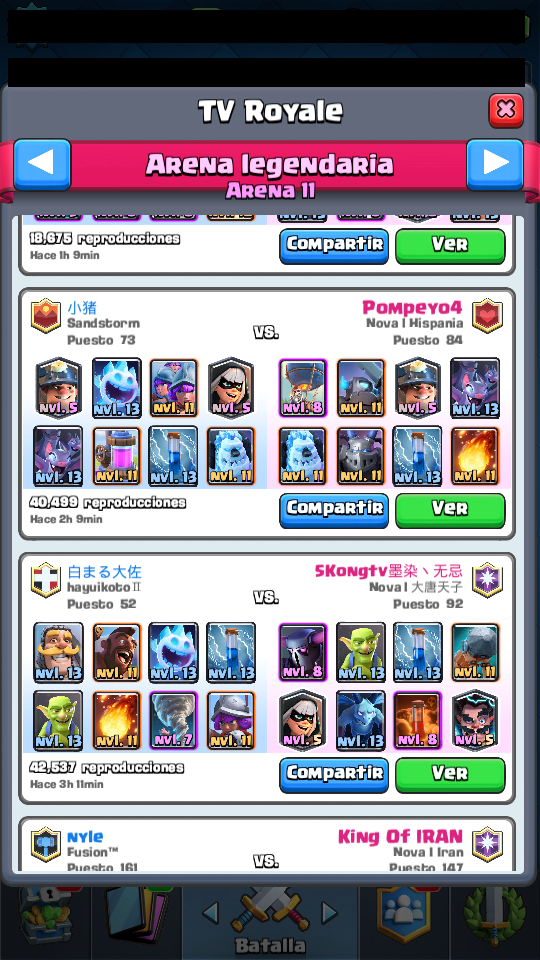 TV Royale
Arena legendaria
Arena 11
18,675 reproducciones
Hace 1h 9min
Compartir
Ver
小猪
Sandstorm
Puesto 73
vs.
Pompeyo4
Nova l Hispania
Puesto 84
Nvl. 5
Nvl. 13
Nvl. 11
Nvl. 5
Nvl. 8
Nvl. 11
Nvl. 5
Nvl. 13
Nvl. 13
Nvl. 11
Nvl. 13
Nvl. 11
Nvl. 11
Nvl. 11
Nvl. 13
Nvl. 11
40,499 reproducciones
Hace 2h 9min
Compartir
Ver
白まる大佐
hayuikotoⅡ
Puesto 52
vs.
SKongtv墨染丶无忌
Nova l 大唐天子
Puesto 92
Nvl. 13
Nvl. 11
Nvl. 13
Nvl. 13
Nvl. 8
Nvl. 13
Nvl. 13
Nvl. 11
Nvl. 13
Nvl. 11
Nvl. 7
Nvl. 11
Nvl. 5
Nvl. 13
Nvl. 8
Nvl. 5
42,537 reproducciones
Hace 3h 11min
Compartir
Ver
nyle
Fusion™
Puesto 161
vs.
King Of IRAN
Nova l Iran
Puesto 147
Batalla